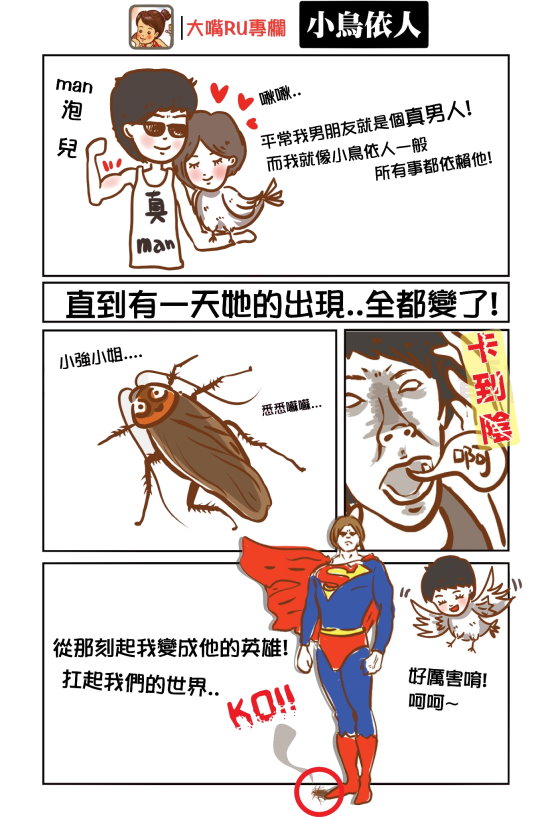 大嘴RU專欄
小鳥依人
man
泡
兒
啾啾..
平常我男朋友就是個真男人!
而我就像小鳥依人一般
所有事都依賴他!
真
man
直到有一天她的出現..全都變了!
小強小姐....
悉悉囌囌...
卡到陰
啊
從那刻起我變成他的英雄!
扛起我們的世界..
KO!!
好厲害唷!
呵呵~